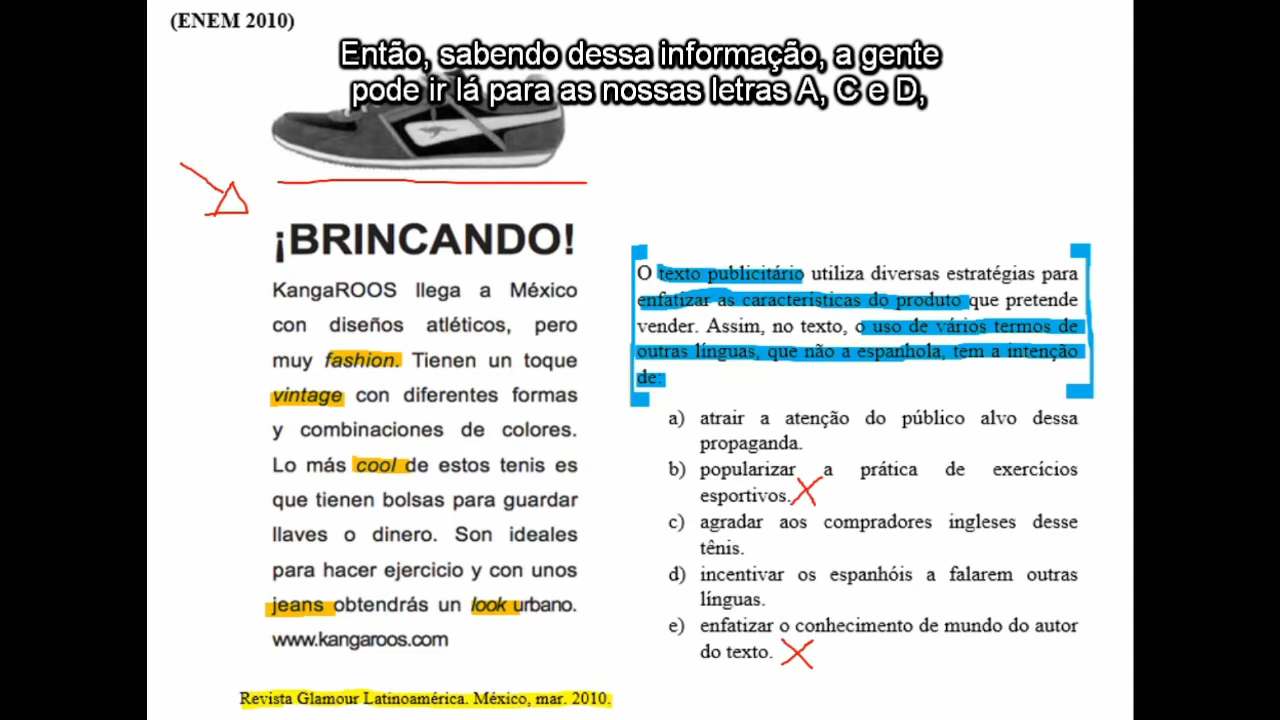 (ENEM 2010)
Então, sabendo dessa informação, a gente
pode ir lá para as nossas letras A, C e D,
¡BRINCANDO!
KangaROOS llega a México
con diseños atléticos, pero
muy fashion. Tienen un toque
vintage con diferentes formas
y combinaciones de colores.
Lo más cool de estos tenis es
que tienen bolsas para guardar
llaves o dinero. Son ideales
para hacer ejercicio y con unos
jeans obtendrás un look urbano.
www.kangaroos.com
Revista Glamour Latinoamérica. México, mar. 2010.
O texto publicitário utiliza diversas estratégias para
enfatizar as características do produto que pretende
vender. Assim, no texto, o uso de vários termos de
outras línguas, que não a espanhola, tem a intenção
de:
a) atrair a atenção do público alvo dessa
propaganda.
b) popularizar a prática de exercícios
esportivos.
c) agradar aos compradores ingleses desse
tênis.
d) incentivar os espanhóis a falarem outras
línguas.
e) enfatizar o conhecimento de mundo do autor
do texto.